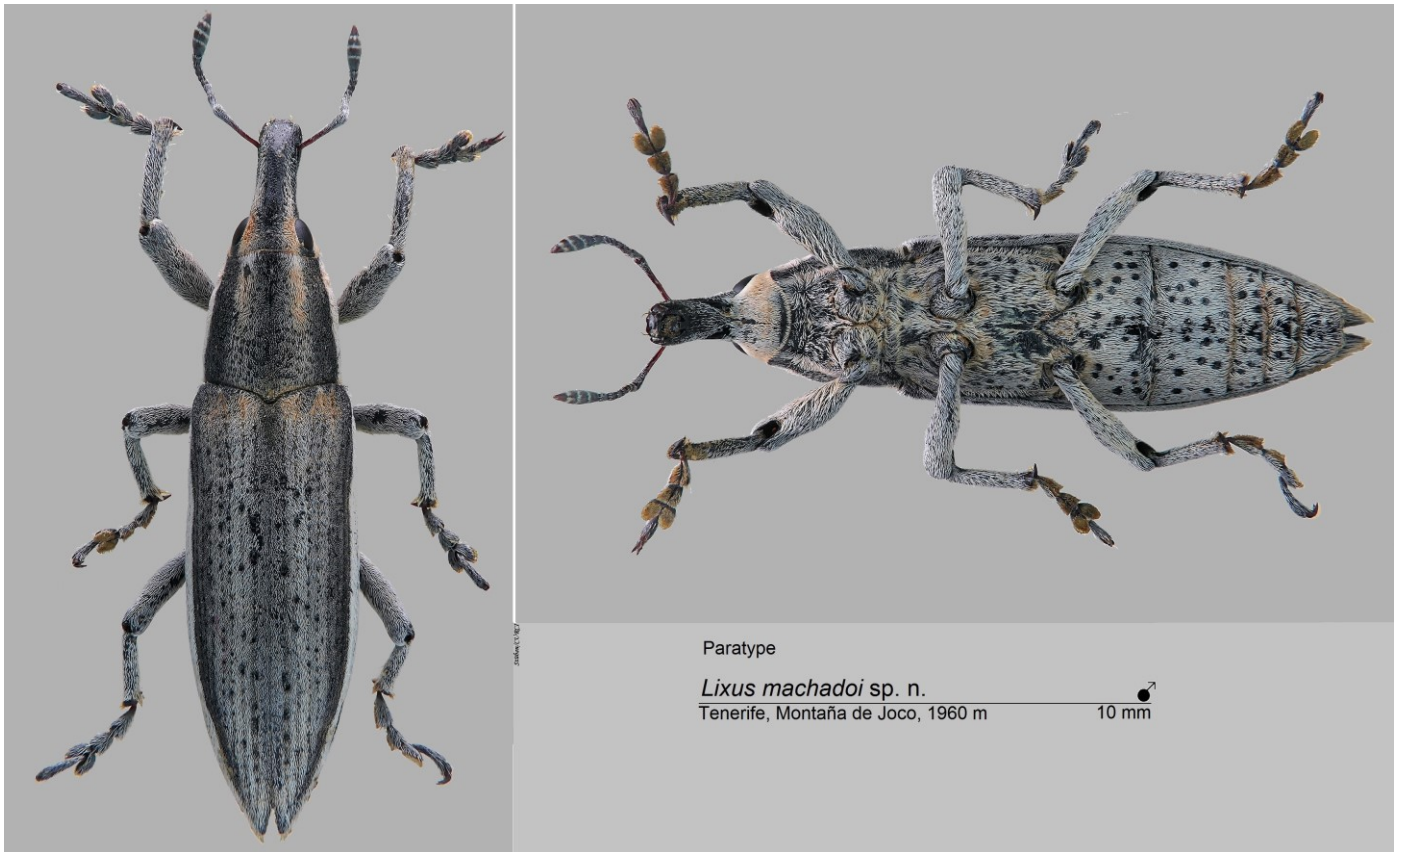 Paratype
Lixus machadoi sp. n. ♂
Tenerife, Montaña de Joco, 1960 m 10 mm